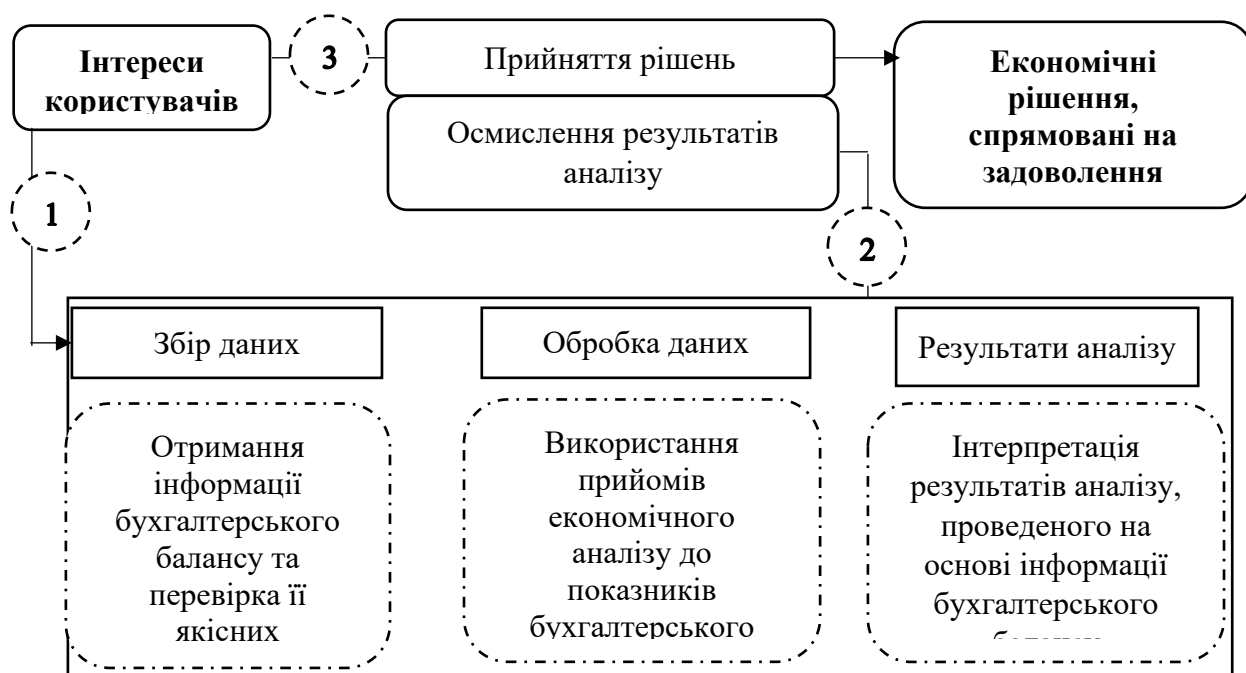 Інтереси
користувачів
3
Прийняття рішень
Економічні
рішення,
спрямовані на
задоволення
Осмислення результатів
аналізу
1
2
Збір даних
Обробка даних
Результати аналізу
Отримання
інформації
бухгалтерського
балансу та
перевірка її
якісних
Використання
прийомів
економічного
аналізу до
показників
бухгалтерського
Інтерпретація
результатів аналізу,
проведеного на
основі інформації
бухгалтерського